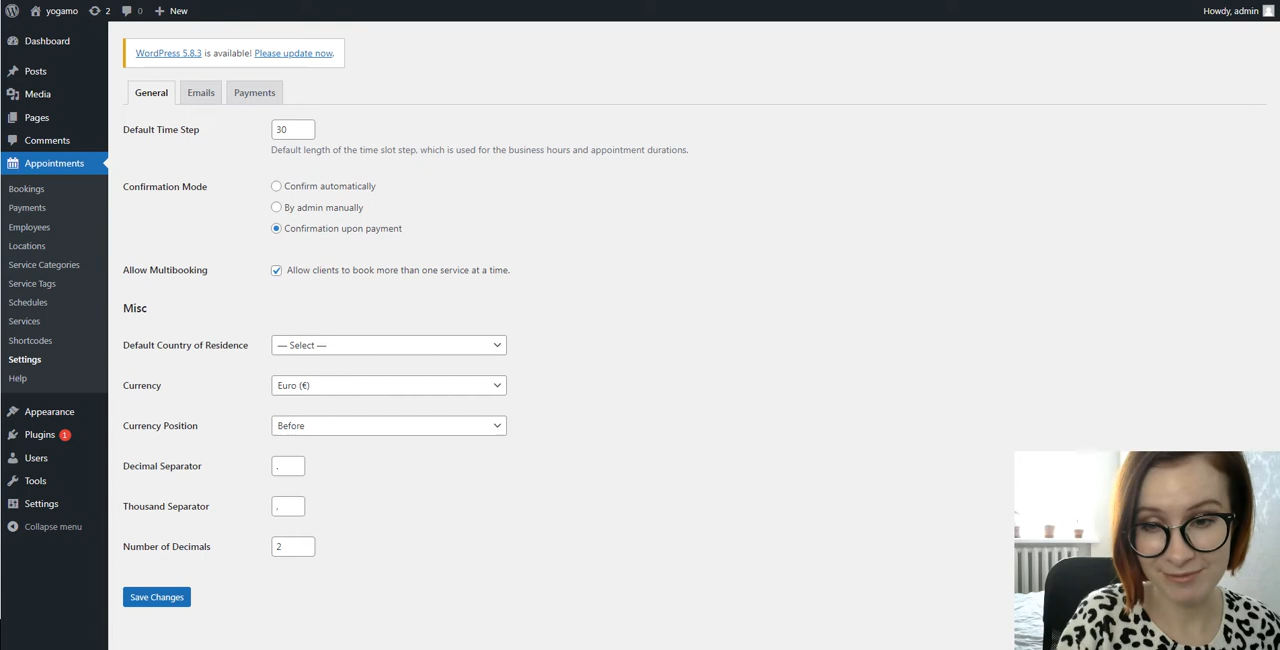 yogamo 2 0 New Howdy, admin
Dashboard
Posts
Media
Pages
Comments
Appointments
Bookings
Payments
Employees
Locations
Service Categories
Service Tags
Schedules
Services
Shortcodes
Settings
Help
Appearance
Plugins 1
Users
Tools
Settings
Collapse menu
WordPress 5.8.3 is available! Please update now.
General Emails Payments
Default Time Step 30
Default length of the time slot step, which is used for the business hours and appointment durations.
Confirmation Mode Confirm automatically
By admin manually
Confirmation upon payment
Allow Multibooking Allow clients to book more than one service at a time.
Misc
Default Country of Residence — Select —
Currency Euro (€)
Currency Position Before
Decimal Separator .
Thousand Separator ,
Number of Decimals 2
Save Changes